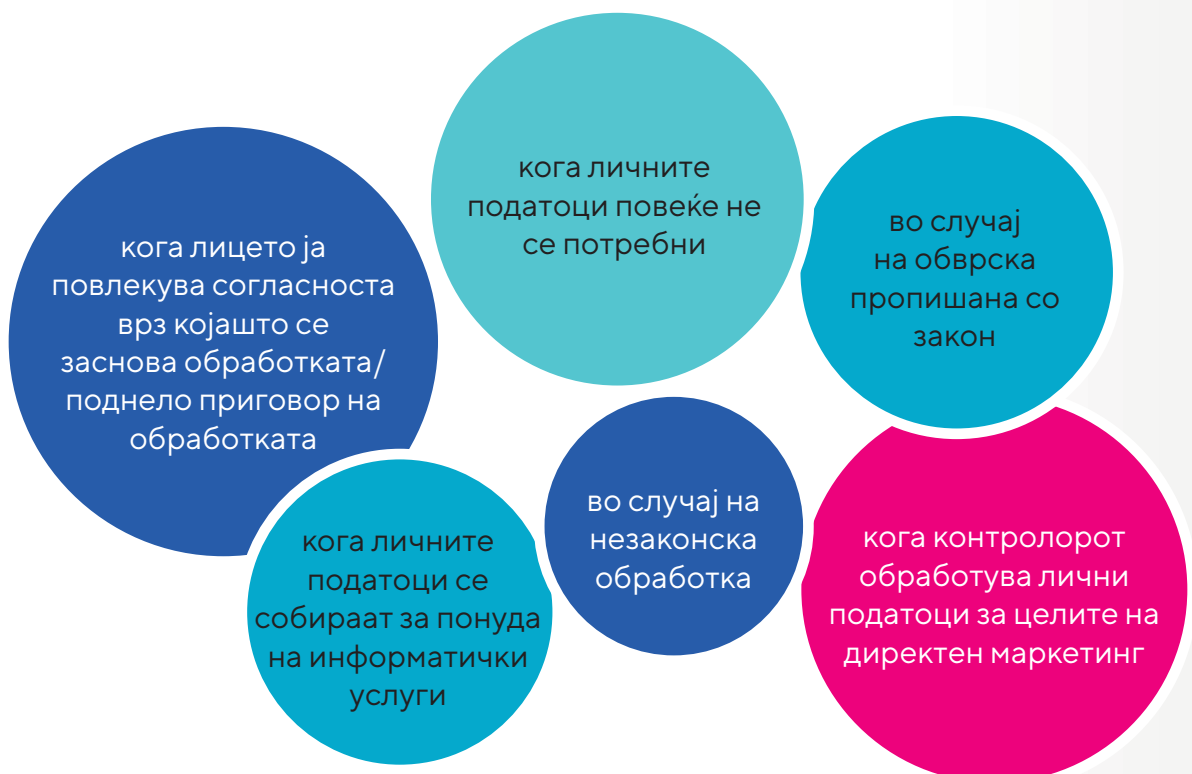 кога лицето ја
повлекува согласноста
врз којашто се
заснова обработката/
поднело приговор на
обработката
кога личните
податоци повеќе не
се потребни
во случај
на обврска
пропишана со
закон
кога личните
податоци се
собираат за понуда
на информатички
услуги
во случај на
незаконска
обработка
кога контролорот
обработува лични
податоци за целите на
директен маркетинг